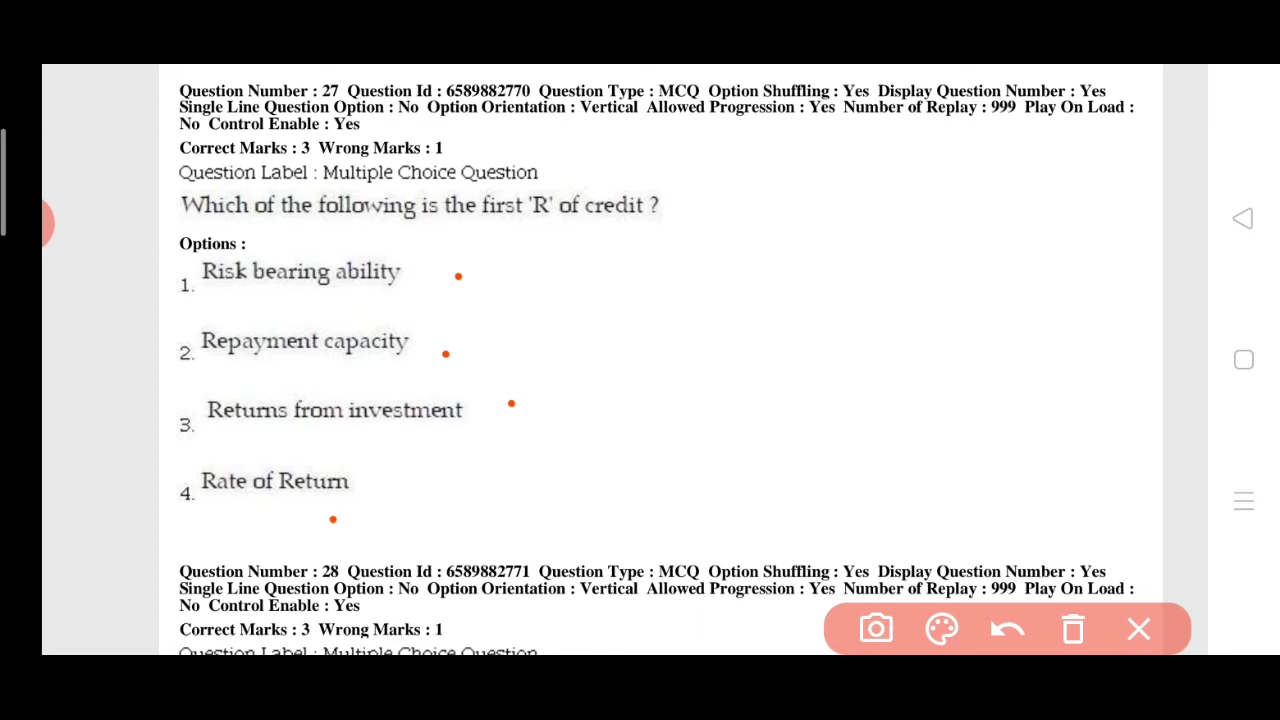 Question Number : 27 Question Id : 6589882770 Question Type : MCQ Option Shuffling : Yes Display Question Number : Yes
Single Line Question Option : No Option Orientation : Vertical Allowed Progression : Yes Number of Replay : 999 Play On Load :
No Control Enable : Yes
Correct Marks : 3 Wrong Marks : 1
Question Label : Multiple Choice Question
Which of the following is the first 'R' of credit ?
Options :
1. Risk bearing ability
2. Repayment capacity
3. Returns from investment
4. Rate of Return
Question Number : 28 Question Id : 6589882771 Question Type : MCQ Option Shuffling : Yes Display Question Number : Yes
Single Line Question Option : No Option Orientation : Vertical Allowed Progression : Yes Number of Replay : 999 Play On Load :
No Control Enable : Yes
Correct Marks : 3 Wrong Marks : 1
Question Label : Multiple Choice Question